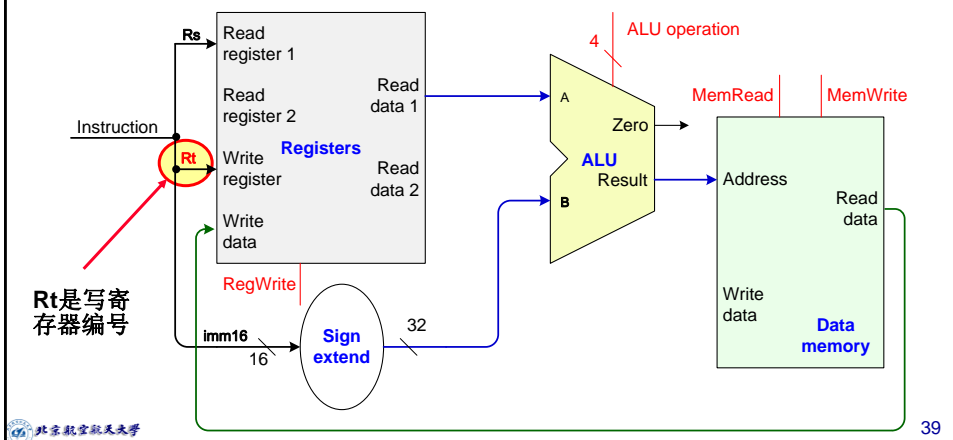 Rs
Read
register 1
Read
register 2
Instruction
Rt
Write
register
Write
data
Registers
Read
data 1
Read
data 2
RegWrite
Rt是写寄
存器编号
imm16
16
Sign
extend
32
4
ALU operation
A
B
ALU
Zero
Result
MemRead
MemWrite
Address
Read
data
Write
data
Data
memory
北京航空航天大学
39